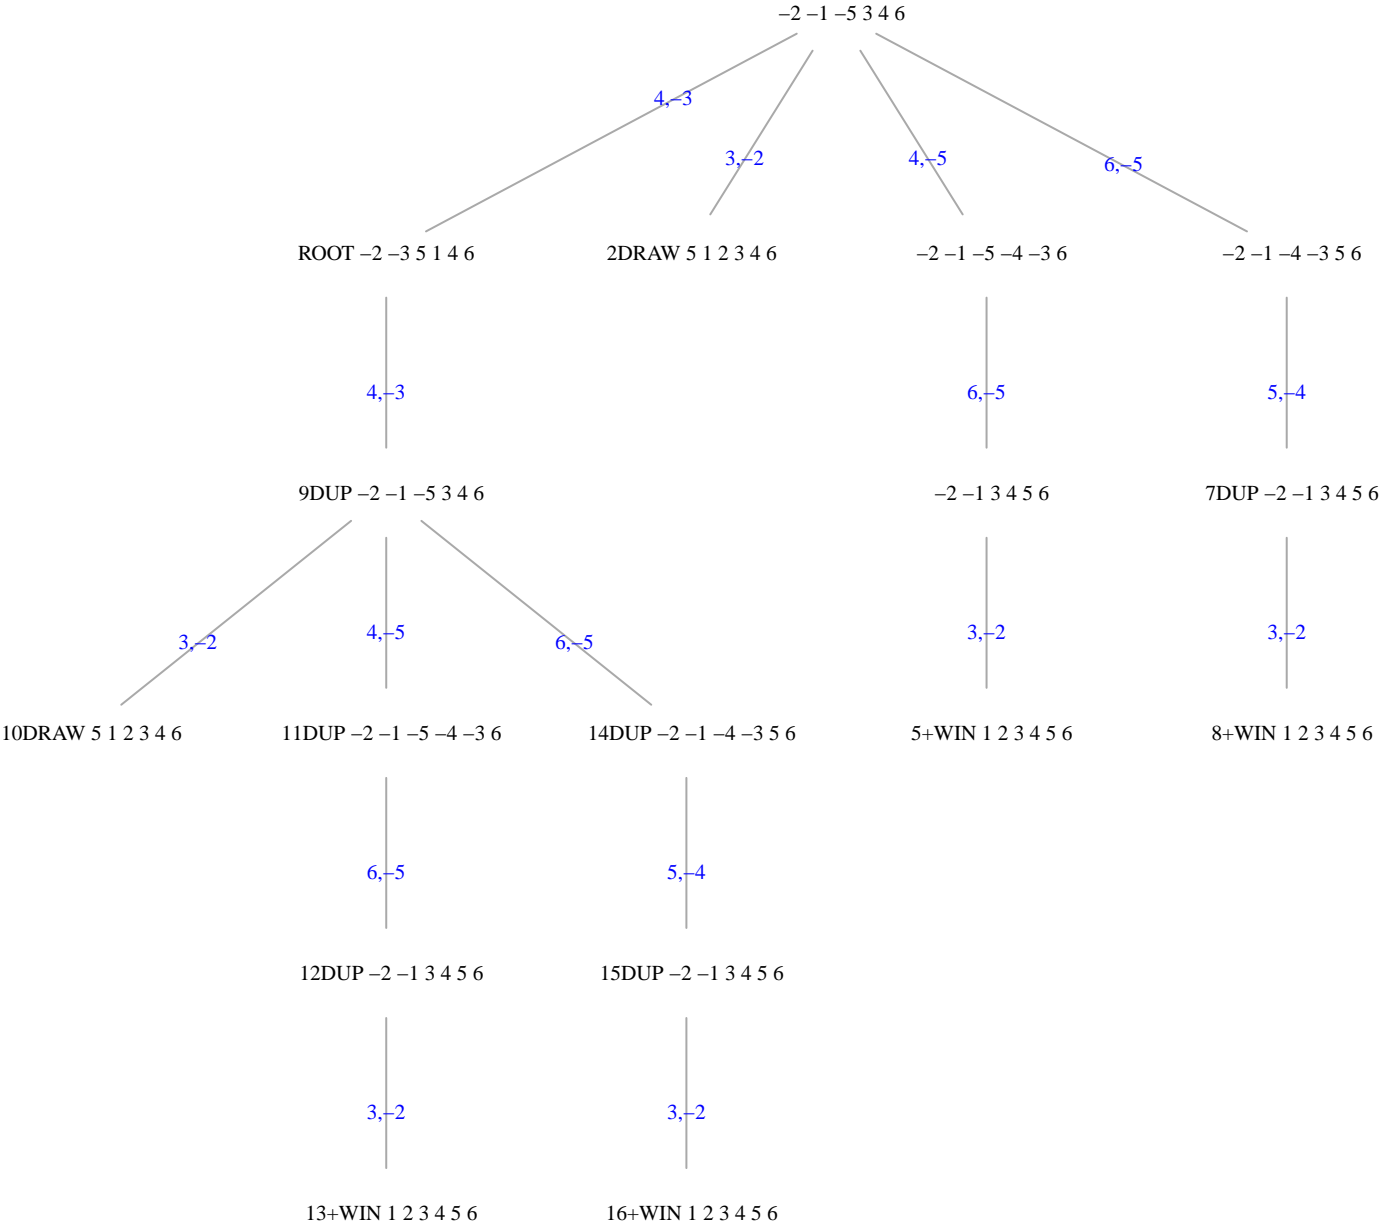 –2 –1 –5 3 4 6
4,–3
3,–2
4,–5
6,–5
ROOT –2 –3 5 1 4 6
2DRAW 5 1 2 3 4 6
–2 –1 –5 –4 –3 6
–2 –1 –4 –3 5 6
4,–3
6,–5
5,–4
9DUP –2 –1 –5 3 4 6
–2 –1 3 4 5 6
7DUP –2 –1 3 4 5 6
3,–2
4,–5
6,–5
3,–2
3,–2
10DRAW 5 1 2 3 4 6
11DUP –2 –1 –5 –4 –3 6
14DUP –2 –1 –4 –3 5 6
5+WIN 1 2 3 4 5 6
8+WIN 1 2 3 4 5 6
6,–5
5,–4
12DUP –2 –1 3 4 5 6
15DUP –2 –1 3 4 5 6
3,–2
3,–2
13+WIN 1 2 3 4 5 6
16+WIN 1 2 3 4 5 6